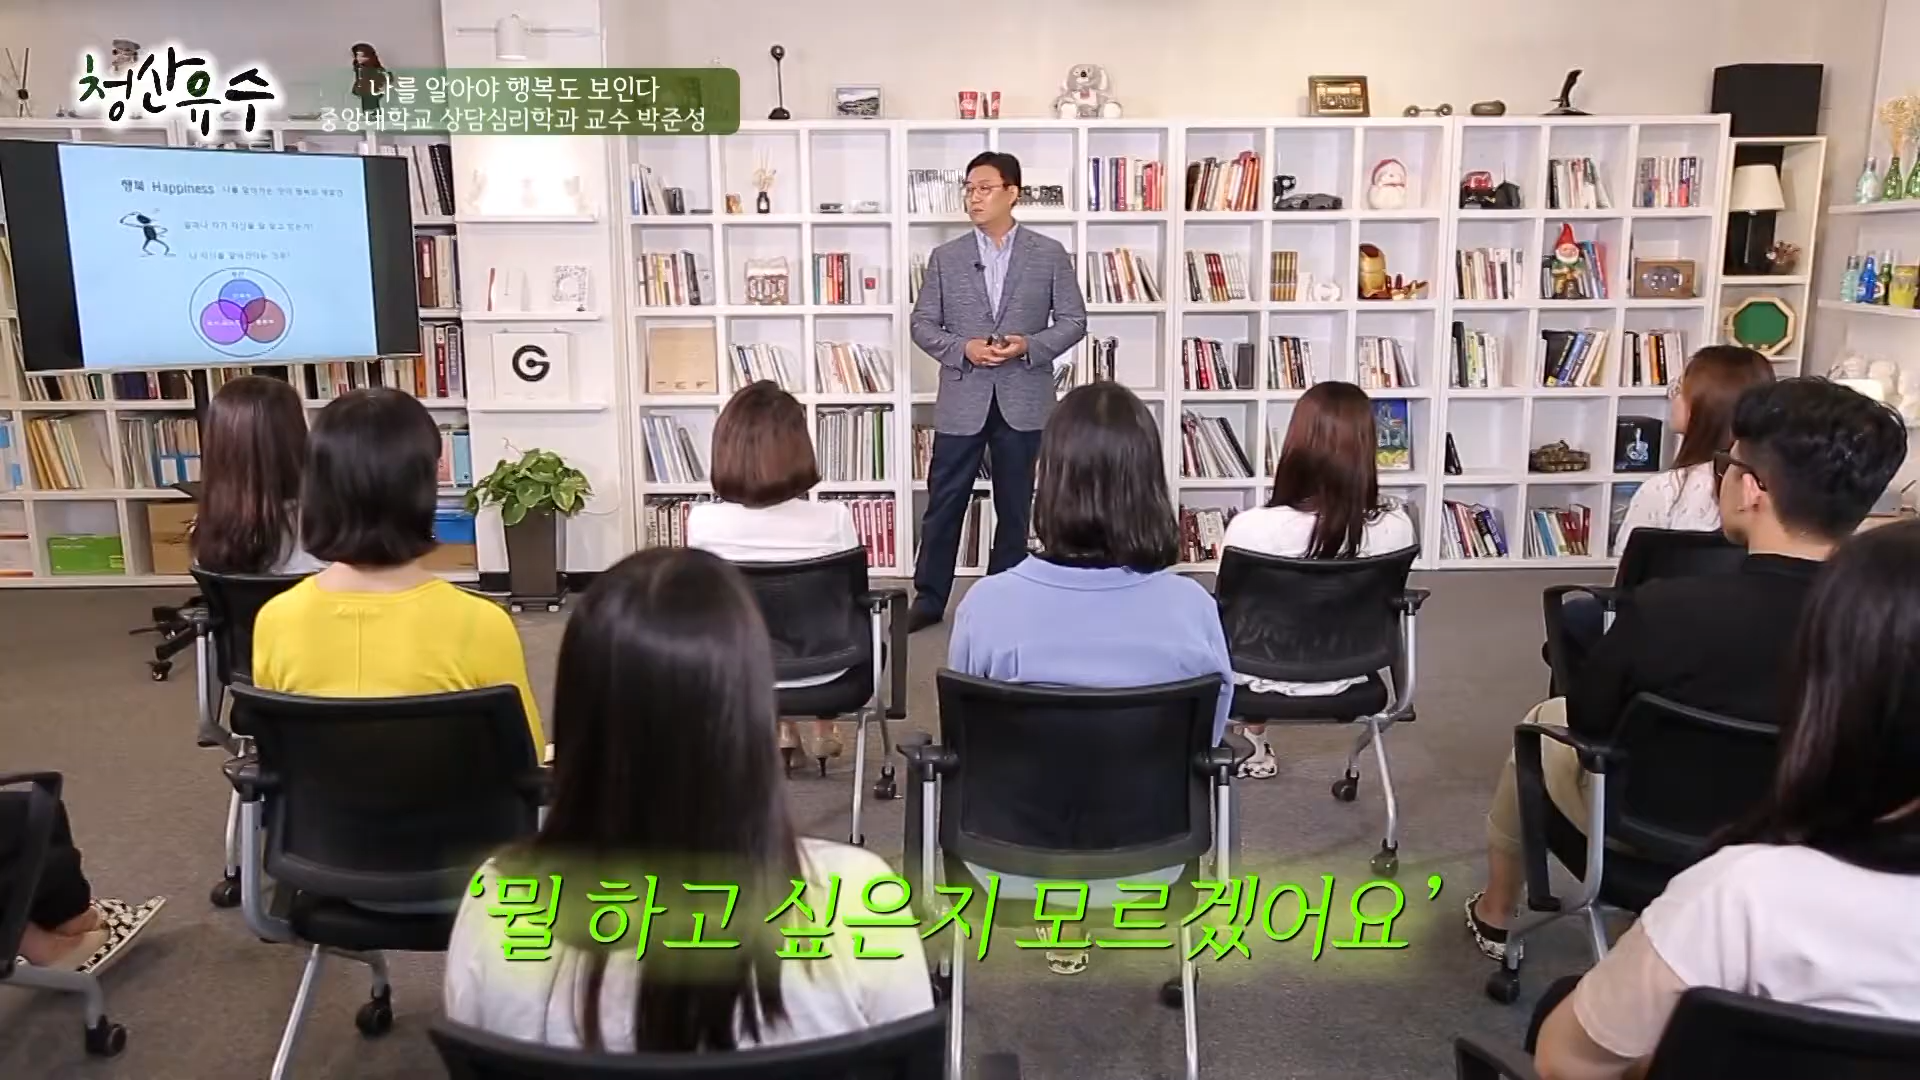 청산유수
나를 알아야 행복도 보인다
중앙대학교 상담심리학과 교수 박준성
행복 Happiness
G
‘뭘 하고 싶은지 모르겠어요’